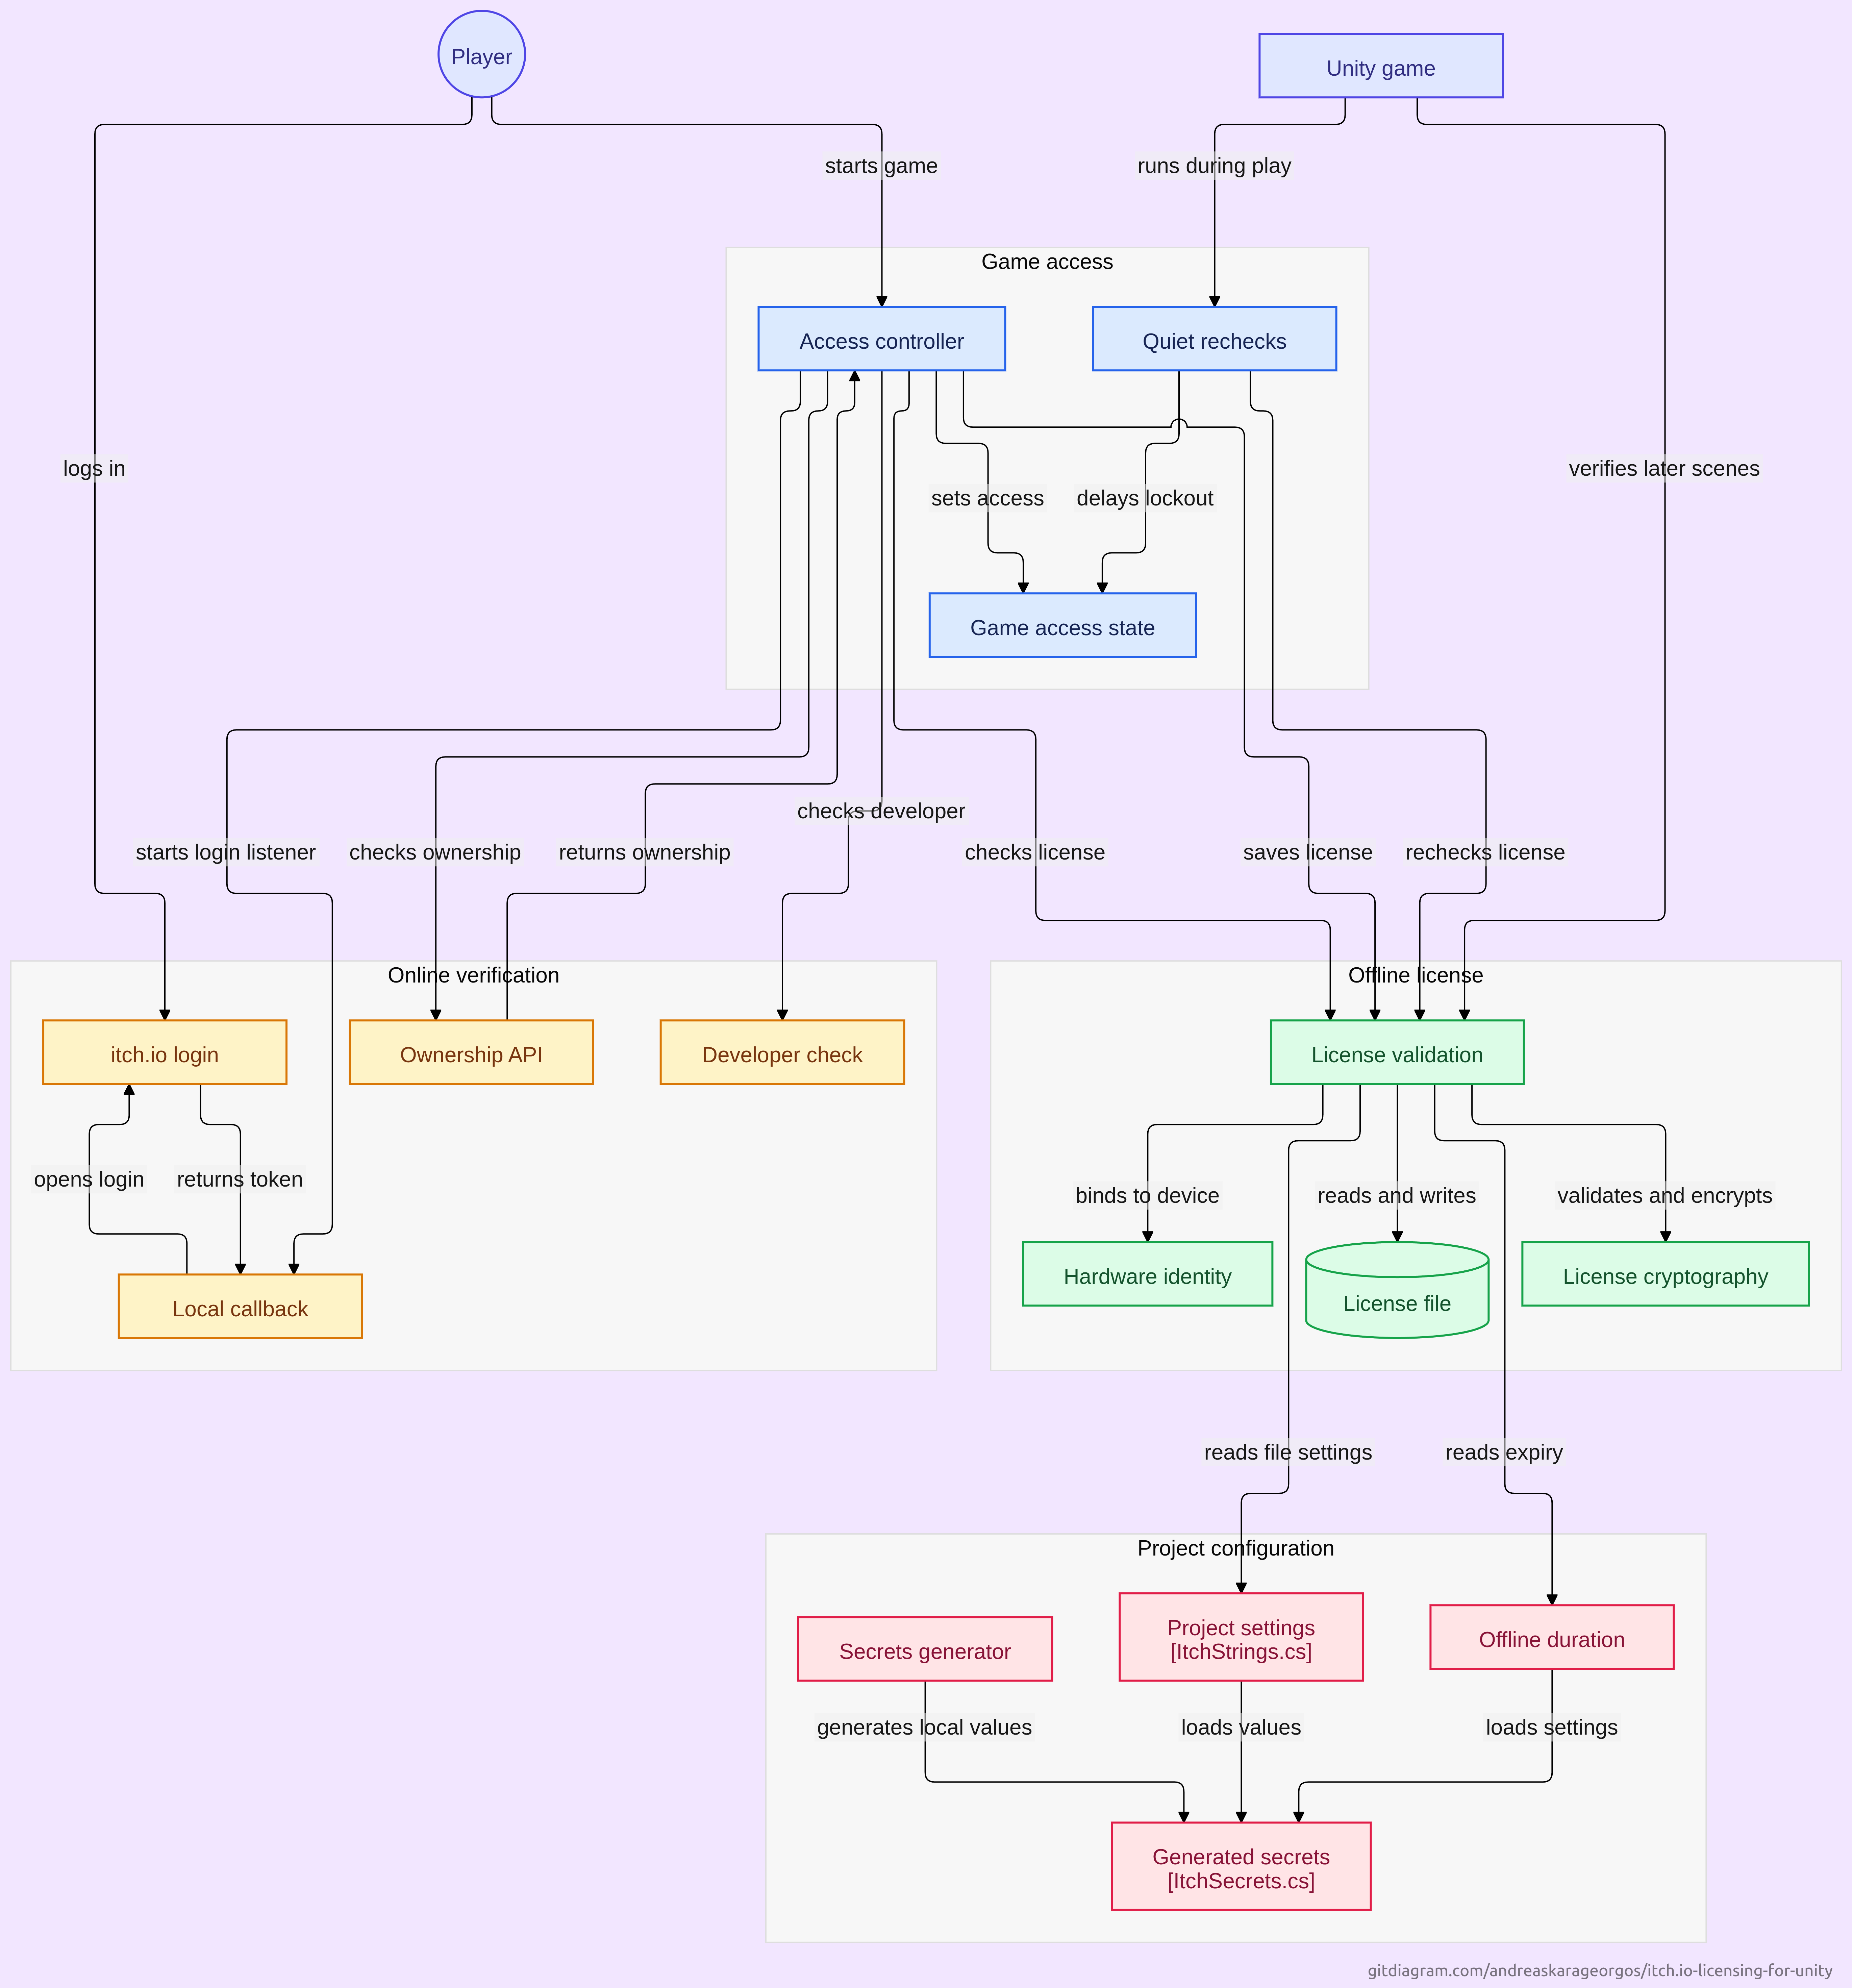 Player
Unity game
starts game
runs during play
Game access
Access controller
Quiet rechecks
logs in
verifies later scenes
sets access
delays lockout
Game access state
checks developer
starts login listener
checks ownership
returns ownership
checks license
saves license
rechecks license
Online verification
Offline license
itch.io login
Ownership API
Developer check
License validation
opens login
returns token
binds to device
reads and writes
validates and encrypts
Hardware identity
License file
License cryptography
Local callback
reads file settings
reads expiry
Project configuration
Secrets generator
Project settings
[ItchStrings.cs]
Offline duration
generates local values
loads values
loads settings
Generated secrets
[ItchSecrets.cs]
gitdiagram.com/andreaskarageorgos/itch.io-licensing-for-unity